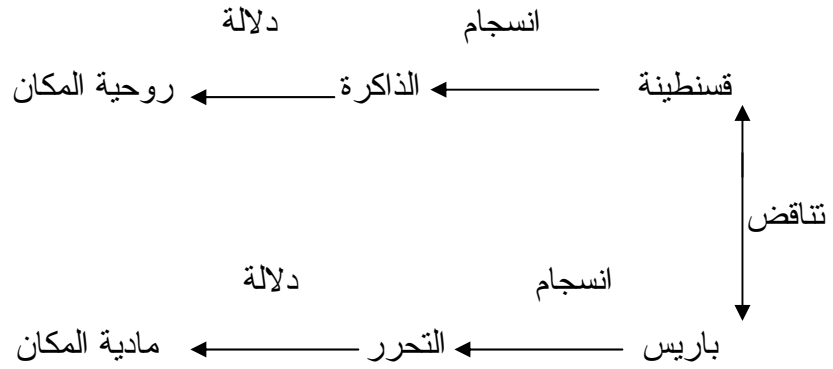 انسجام دلالة
قسنطينة الذاكرة روحية المكان
تناقض
انسجام دلالة
باريس التحرر مادية المكان